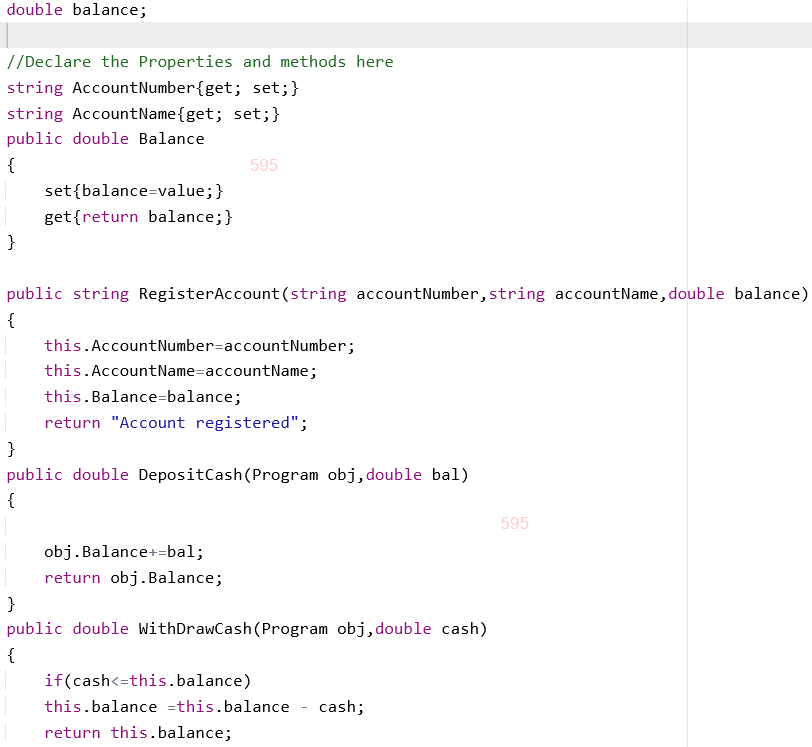 double balance;
//Declare the Properties and methods here
string AccountNumber{get; set;}
string AccountName{get; set;}
public double Balance
{
595
set{balance=value;}
get{return balance;}
}
public string RegisterAccount(string accountNumber,string accountName,double balance)
{
this.AccountNumber=accountNumber;
this.AccountName=accountName;
this.Balance=balance;
return "Account registered";
}
public double DepositCash(Program obj,double bal)
{
595
obj.Balance+=bal;
return obj.Balance;
}
public double WithDrawCash(Program obj,double cash)
{
if(cash<=this.balance)
this.balance =this.balance - cash;
return this.balance;